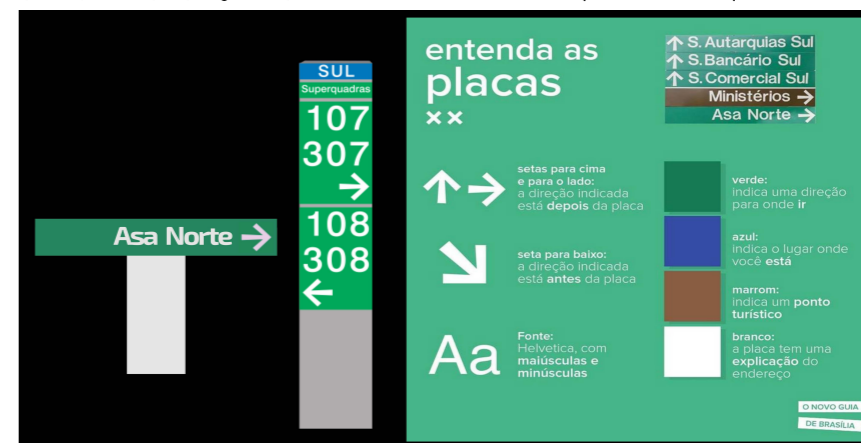 Asa Norte →
SUL
Superquadras
107
307
→
108
308
←
entenda as
placas
××
↑ S. Autarquias Sul
↑ S. Bancário Sul
↑ S. Comercial Sul
Ministérios →
Asa Norte →
setas para cima
e para o lado:
a direção indicada
está depois da placa
seta para baixo:
a direção indicada
está antes da placa
Aa
Fonte:
Helvetica, com
maiúsculas e
minúsculas
verde:
indica uma direção
para onde ir
azul:
indica o lugar onde
você está
marrom:
indica um ponto
turístico
branco:
a placa tem uma
explicação do
endereço
O NOVO GUIA
DE BRASÍLIA